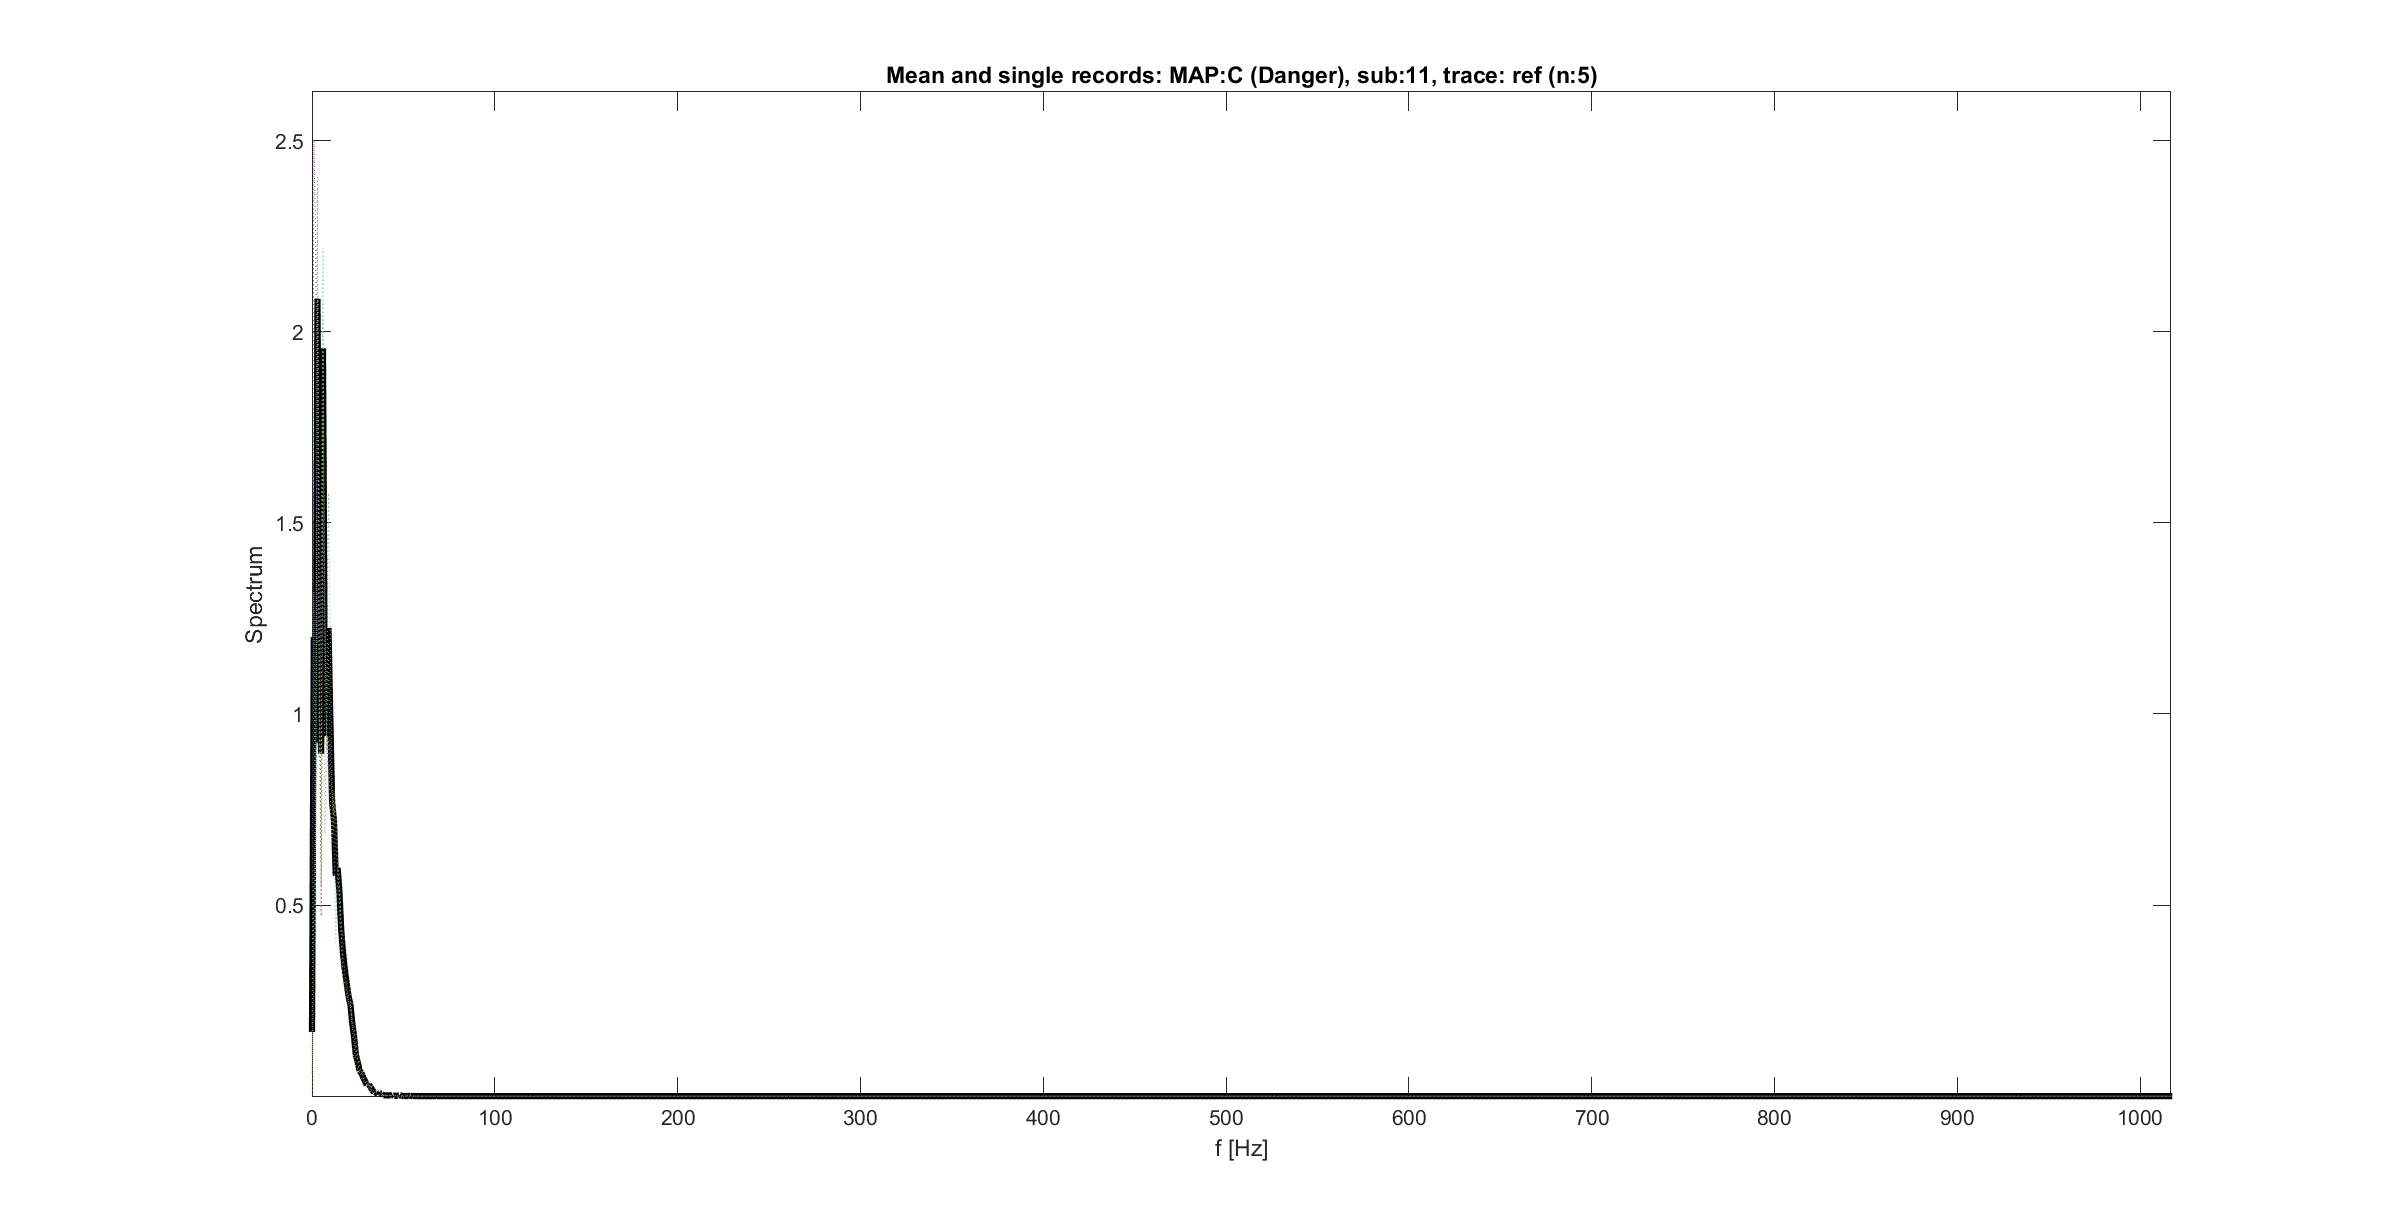 Mean and single records: MAP:C (Danger), sub:11, trace: ref (n:5)
2.5
2
1.5
1
0.5
Spectrum
0 100 200 300 400 500 600 700 800 900 1000
f [Hz]